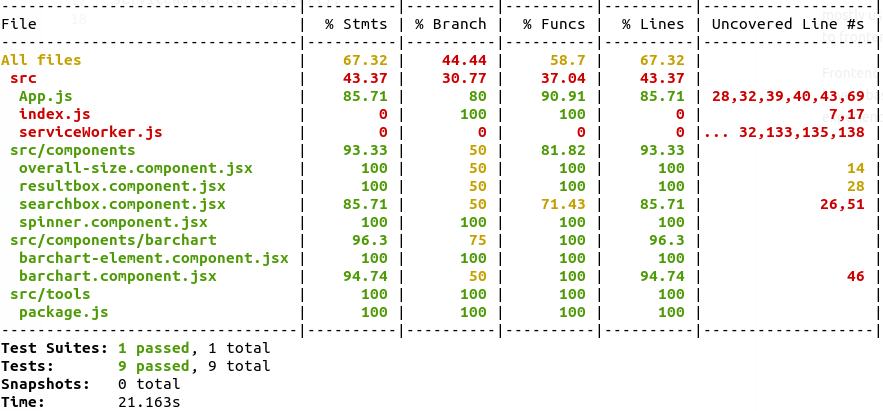 -----------------------------------|----------|----------|----------|----------|-------------------|
File | % Stmts | % Branch | % Funcs | % Lines | Uncovered Line #s |
-----------------------------------|----------|----------|----------|----------|-------------------|
All files | 67.32 | 44.44 | 58.7 | 67.32 | |
src | 43.37 | 30.77 | 37.04 | 43.37 | |
App.js | 85.71 | 80 | 90.91 | 85.71 | 28,32,39,40,43,69 |
index.js | 0 | 100 | 100 | 0 | 7,17 |
serviceWorker.js | 0 | 0 | 0 | 0 |... 32,133,135,138 |
src/components | 93.33 | 50 | 81.82 | 93.33 | |
overall-size.component.jsx | 100 | 50 | 100 | 100 | 14 |
resultbox.component.jsx | 100 | 50 | 100 | 100 | 28 |
searchbox.component.jsx | 85.71 | 50 | 71.43 | 85.71 | 26,51 |
spinner.component.jsx | 100 | 100 | 100 | 100 | |
src/components/barchart | 96.3 | 75 | 100 | 96.3 | |
barchart-element.component.jsx | 100 | 100 | 100 | 100 | |
barchart.component.jsx | 94.74 | 50 | 100 | 94.74 | 46 |
src/tools | 100 | 100 | 100 | 100 | |
package.js | 100 | 100 | 100 | 100 | |
-----------------------------------|----------|----------|----------|----------|-------------------|
Test Suites: 1 passed, 1 total
Tests: 9 passed, 9 total
Snapshots: 0 total
Time: 21.163s